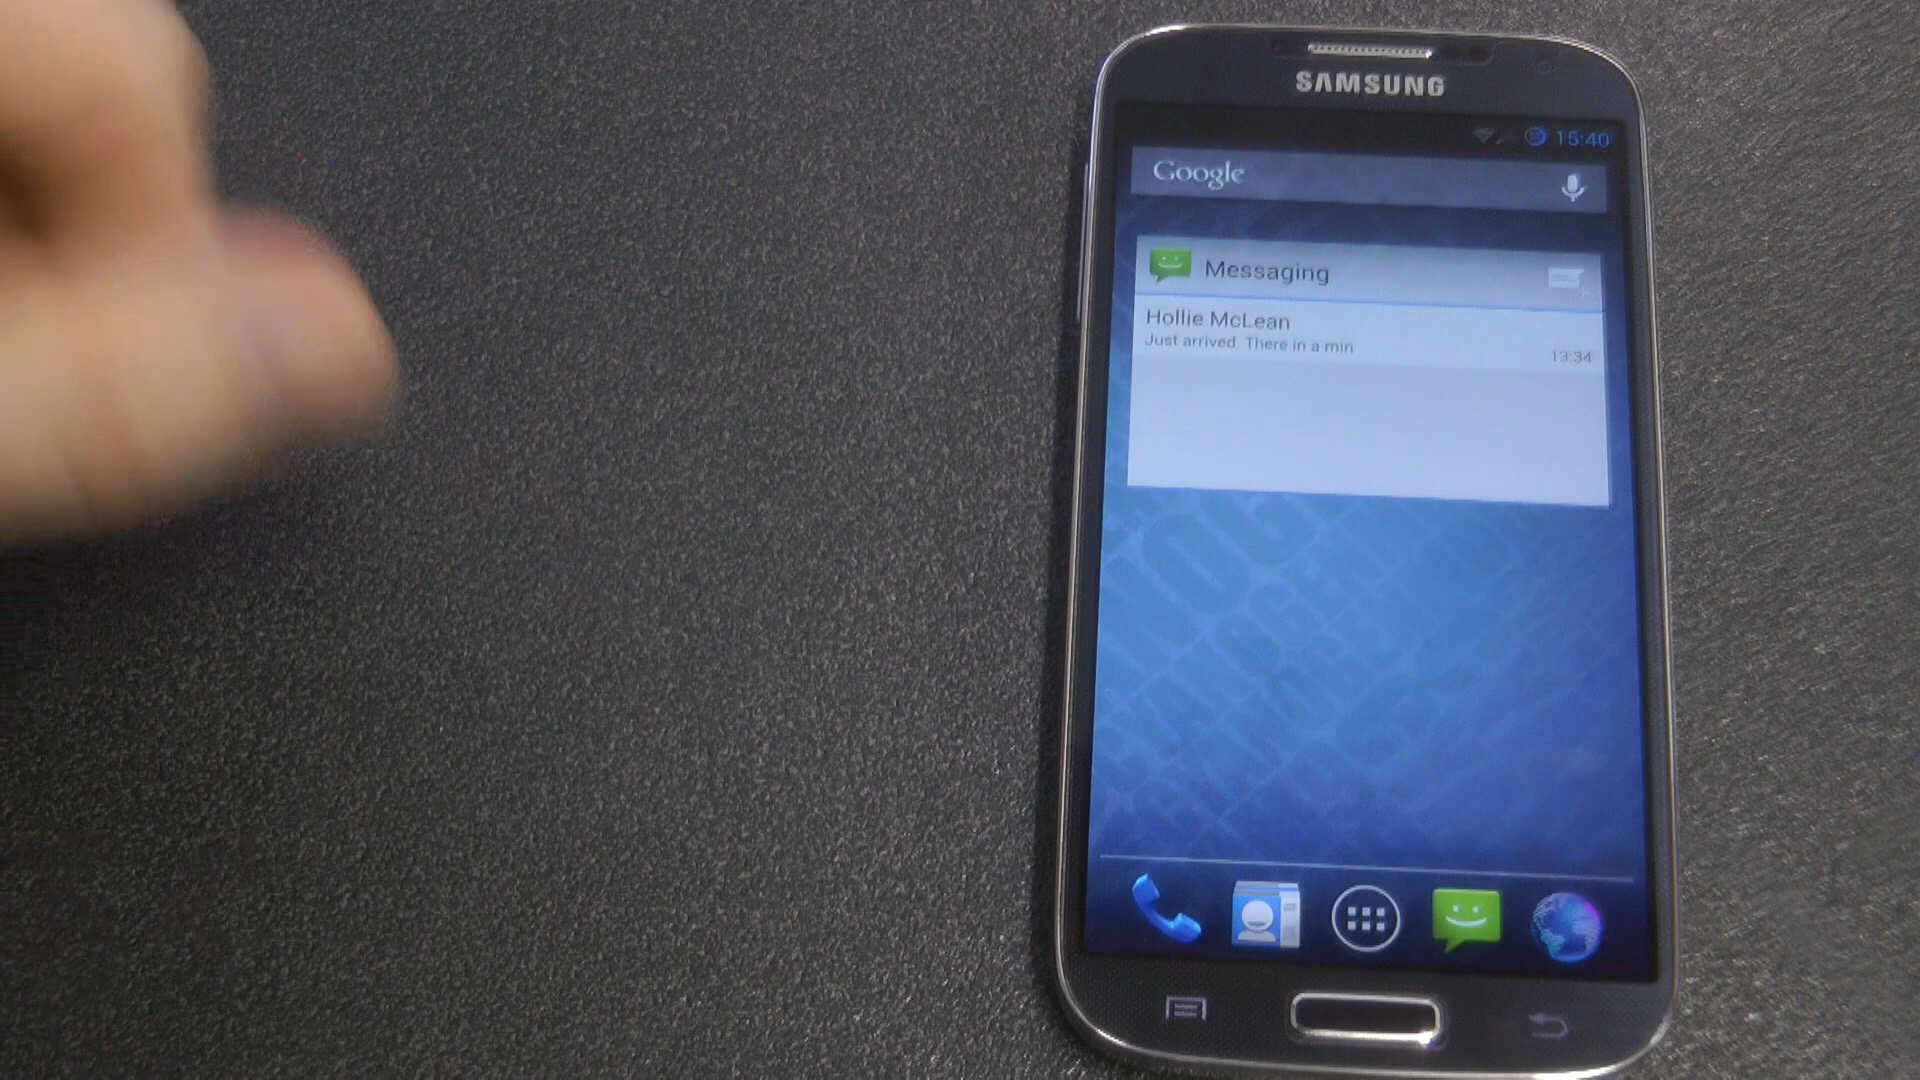 SAMSUNG
15:40
Google
Messaging
Hollie McLean
Just arrived. There in a min
13:34